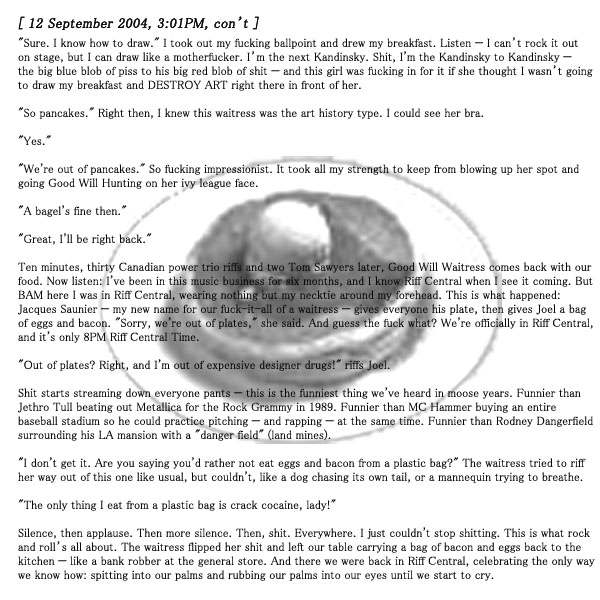 [ 12 September 2004, 3:01PM, con't ]
"Sure. I know how to draw." I took out my fucking ballpoint and drew my breakfast. Listen — I can't rock it out
on stage, but I can draw like a motherfucker. I'm the next Kandinsky. Shit, I'm the Kandinsky to Kandinsky —
the big blue blob of piss to his big red blob of shit — and this girl was fucking in for it if she thought I wasn't going
to draw my breakfast and DESTROY ART right there in front of her.
"So pancakes." Right then, I knew this waitress was the art history type. I could see her bra.
"Yes."
"We're out of pancakes." So fucking impressionist. It took all my strength to keep from blowing up her spot and
going Good Will Hunting on her ivy league face.
"A bagel's fine then."
"Great, I'll be right back."
Ten minutes, thirty Canadian power trio riffs and two Tom Sawyers later, Good Will Waitress comes back with our
food. Now listen: I've been in this music business for six months, and I know Riff Central when I see it coming. But
BAM here I was in Riff Central, wearing nothing but my necktie around my forehead. This is what happened:
Jacques Saunier — my new name for our fuck-it-all of a waitress — gives everyone his plate, then gives Joel a bag
of eggs and bacon. "Sorry, we're out of plates," she said. And guess the fuck what? We're officially in Riff Central,
and it's only 8PM Riff Central Time.
"Out of plates? Right, and I'm out of expensive designer drugs!" riffs Joel.
Shit starts streaming down everyone pants — this is the funniest thing we've heard in moose years. Funnier than
Jethro Tull beating out Metallica for the Rock Grammy in 1989. Funnier than MC Hammer buying an entire
baseball stadium so he could practice pitching — and rapping — at the same time. Funnier than Rodney Dangerfield
surrounding his LA mansion with a "danger field" (land mines).
"I don't get it. Are you saying you'd rather not eat eggs and bacon from a plastic bag?" The waitress tried to riff
her way out of this one like usual, but couldn't, like a dog chasing its own tail, or a mannequin trying to breathe.
"The only thing I eat from a plastic bag is crack cocaine, lady!"
Silence, then applause. Then more silence. Then, shit. Everywhere. I just couldn't stop shitting. This is what rock
and roll's all about. The waitress flipped her shit and left our table carrying a bag of bacon and eggs back to the
kitchen — like a bank robber at the general store. And there we were back in Riff Central, celebrating the only way
we know how: spitting into our palms and rubbing our palms into our eyes until we start to cry.